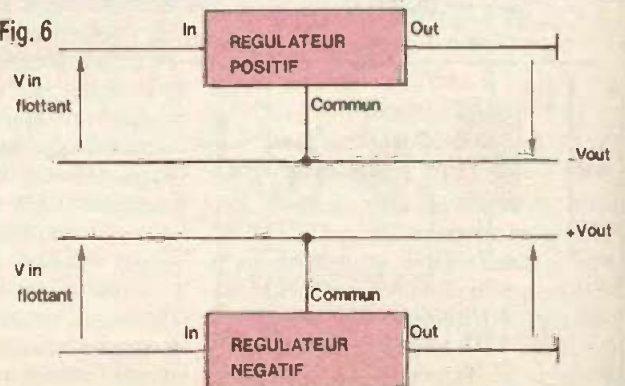 Fig. 6
In
REGULATEUR
POSITIF
Out
V in
flottant
Commun
-Vout
+Vout
V in
flottant
Commun
In
REGULATEUR
NEGATIF
Out